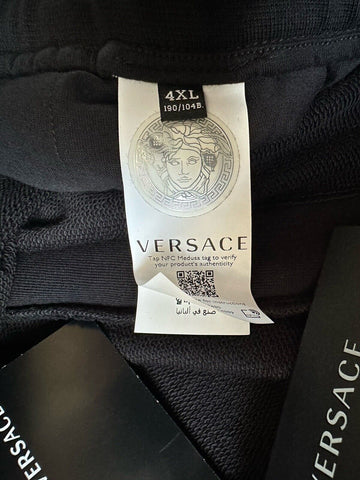 4XL
190/104B.
VERSACE
Tap NFC Medusa tag to verify
your product's authenticity
صنع في ألبانيا
VERSACE
VERSACE